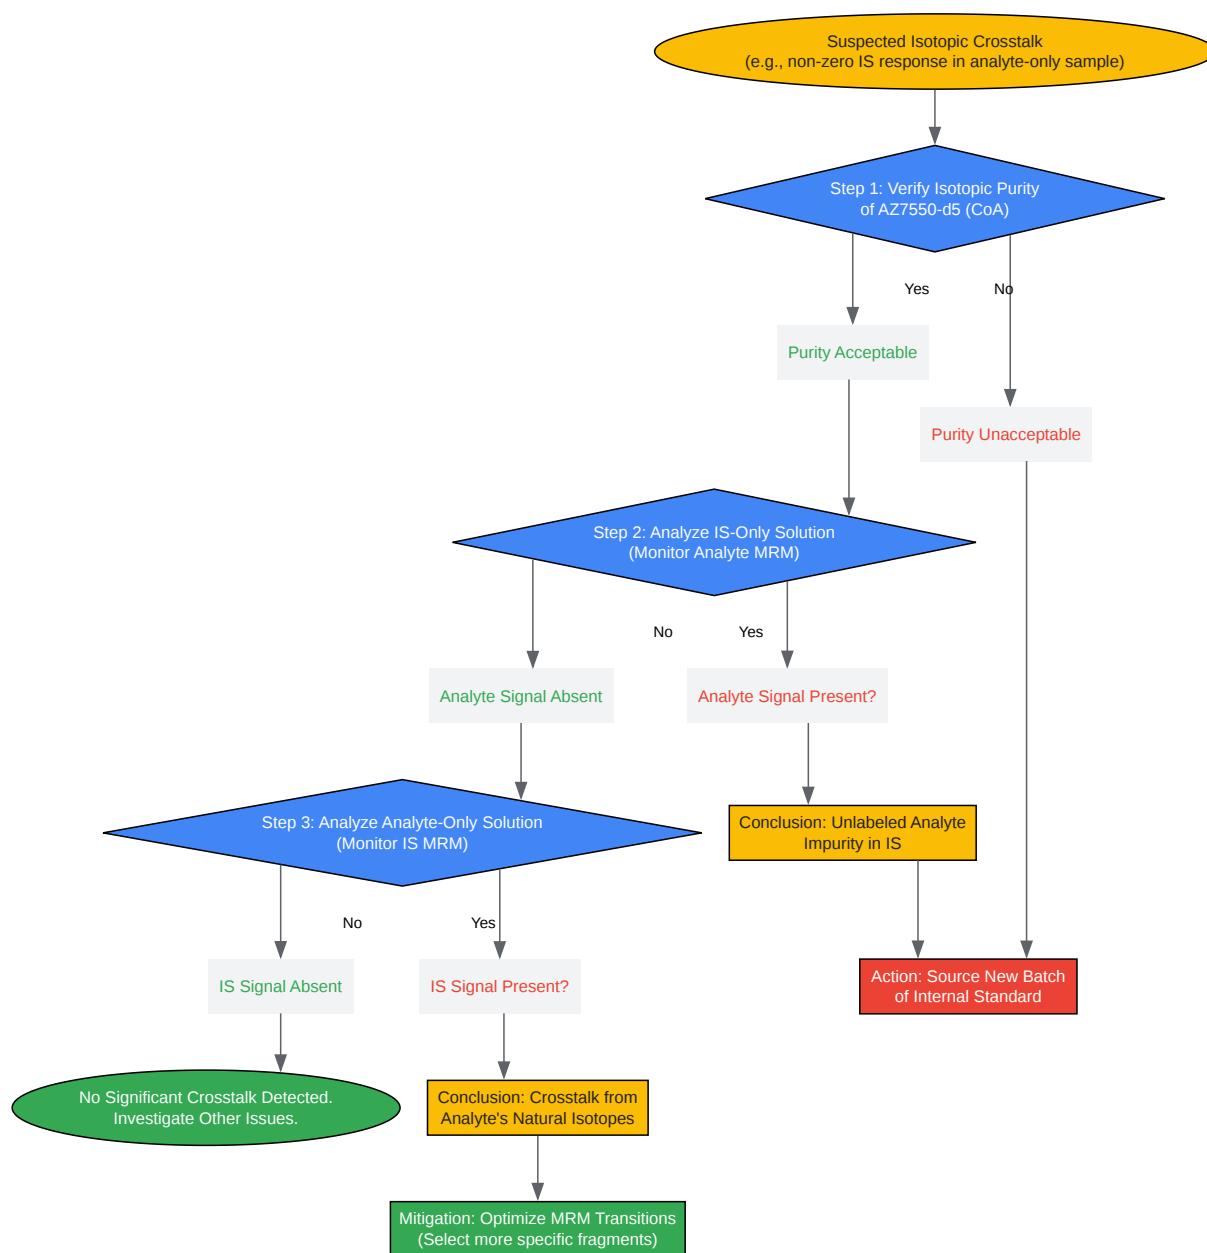 Suspected Isotopic Crosstalk
(e.g., non-zero IS response in analyte-only sample)
Step 1: Verify Isotopic Purity
of AZ7550-d5 (CoA)
Yes
No
Purity Acceptable
Purity Unacceptable
Step 2: Analyze IS-Only Solution
(Monitor Analyte MRM)
No
Yes
Analyte Signal Absent
Analyte Signal Present?
Step 3: Analyze Analyte-Only Solution
(Monitor IS MRM)
Conclusion: Unlabeled Analyte
Impurity in IS
No
Yes
IS Signal Absent
IS Signal Present?
Action: Source New Batch
of Internal Standard
No Significant Crosstalk Detected.
Investigate Other Issues.
Conclusion: Crosstalk from
Analyte's Natural Isotopes
Mitigation: Optimize MRM Transitions
(Select more specific fragments)